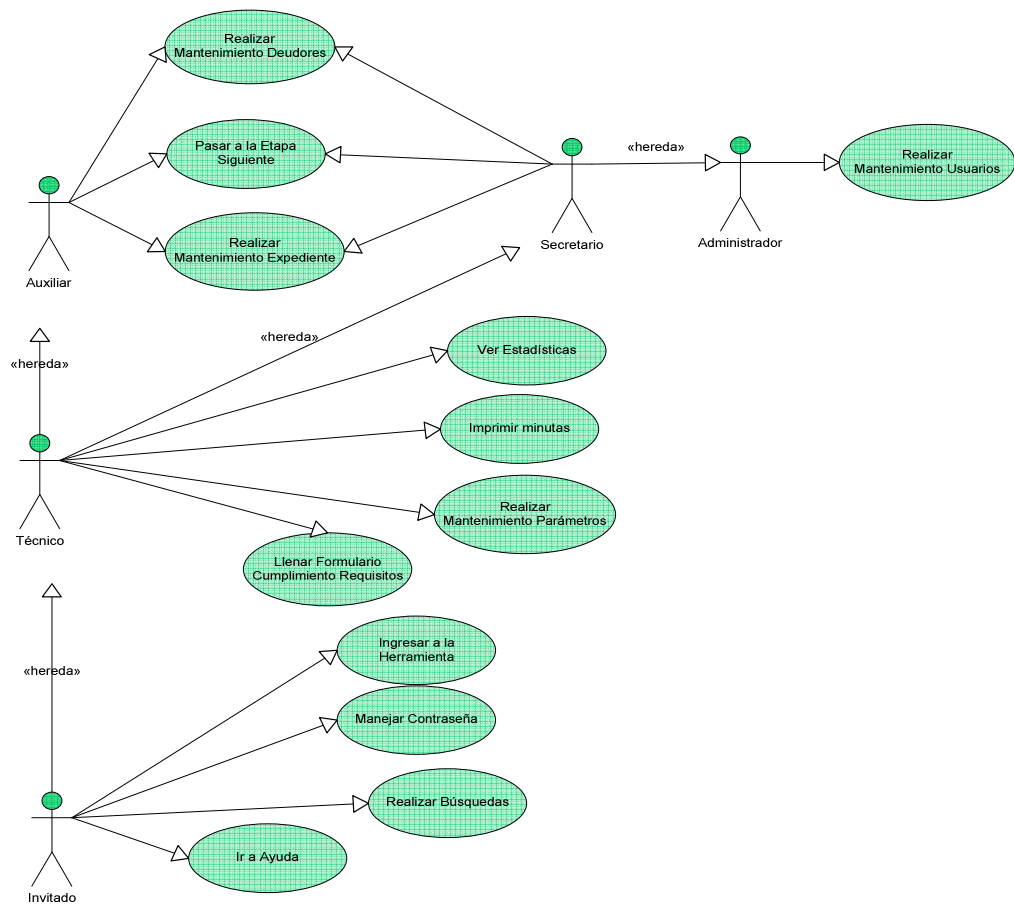 Realizar
Mantenimiento Deudores
Pasar a la Etapa
Siguiente
«hereda»
Realizar
Mantenimiento Usuarios
Realizar
Mantenimiento Expediente
Secretario
Administrador
Auxiliar
«hereda»
Ver Estadísticas
«hereda»
Imprimir minutas
Realizar
Mantenimiento Parámetros
Técnico
Llenar Formulario
Cumplimiento Requisitos
Ingresar a la
Herramienta
«hereda»
Manejar Contraseña
Realizar Búsquedas
Ir a Ayuda
Invitado